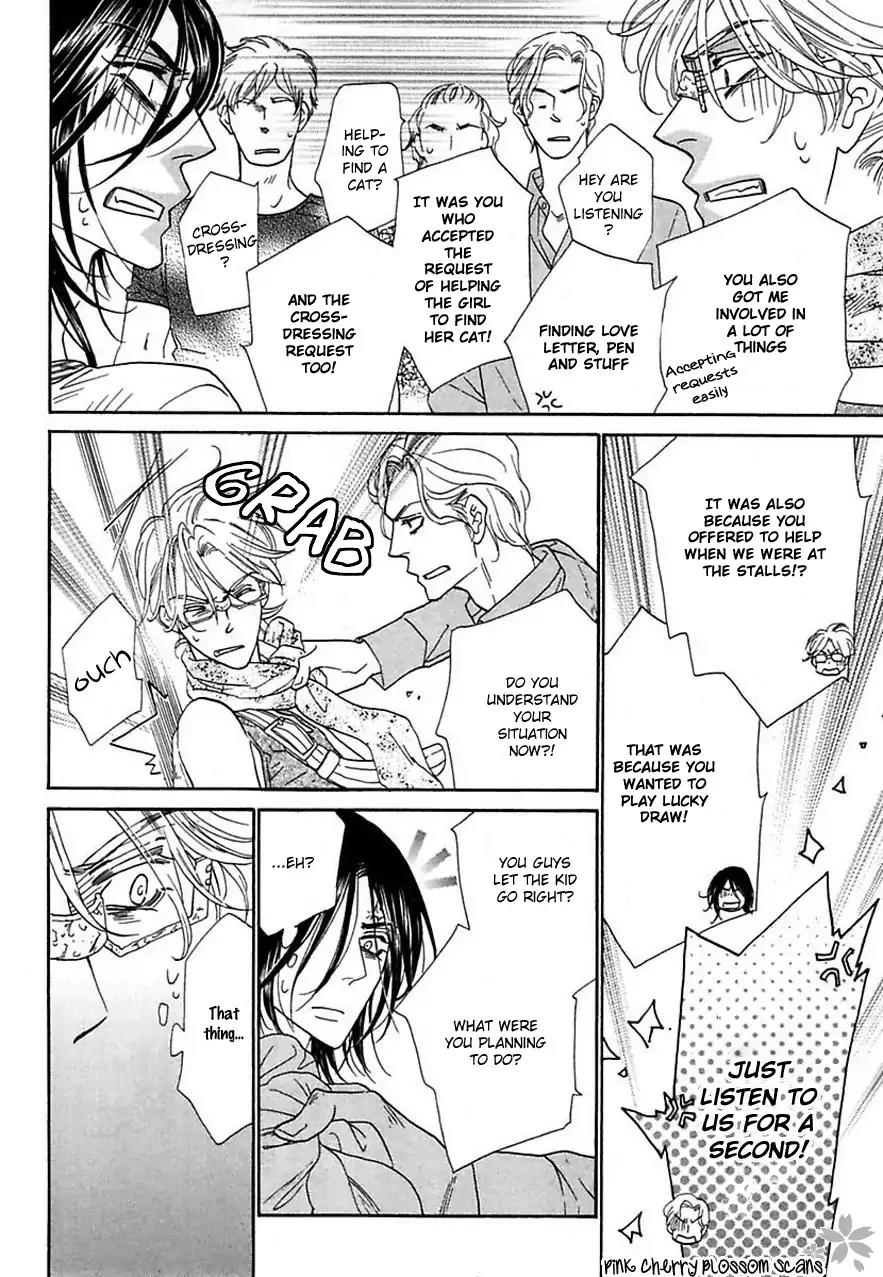 YOU ALSO
GOT ME
INVOLVED IN
A LOT OF
THINGS
Accepting
requests
easily
HEY ARE
YOU
LISTENING
?
FINDING LOVE
LETTER, PEN
AND STUFF
IT WAS YOU
WHO
ACCEPTED
THE
REQUEST
OF HELPING
THE GIRL
TO FIND
HER CAT!
HELP-
ING TO
FIND A
CAT?
AND THE
CROSS-
DRESSING
REQUEST
TOO!
CROSS-
DRESSING
?
IT WAS ALSO
BECAUSE YOU
OFFERED TO HELP
WHEN WE WERE AT
THE STALLS!?
THAT WAS
BECAUSE YOU
WANTED TO
PLAY LUCKY
DRAW!
JUST
LISTEN TO
US FOR A
SECOND!
GRAB
DO YOU
UNDERSTAND
YOUR
SITUATION
NOW?!
ouch
YOU GUYS
LET THE KID
GO RIGHT?
...EH?
WHAT WERE
YOU PLANNING
TO DO?
That
thing...
Pink Cherry Blossom Scans